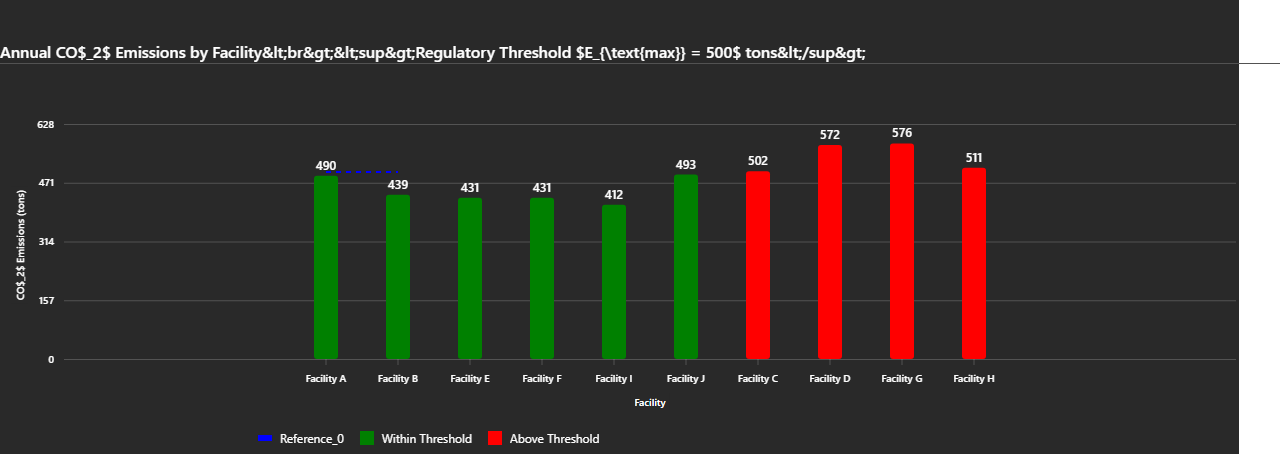 Annual CO$_2$ Emissions by Facility&lt;br&gt;&lt;sup&gt;Regulatory Threshold $E_{\text{max}} = 500$ tons&lt;/sup&gt;
628
471
314
157
0
CO$_2$ Emissions (tons)
490
439
431
431
412
493
502
572
576
511
Facility A
Facility B
Facility E
Facility F
Facility I
Facility J
Facility C
Facility D
Facility G
Facility H
Facility
Reference_0
Within Threshold
Above Threshold